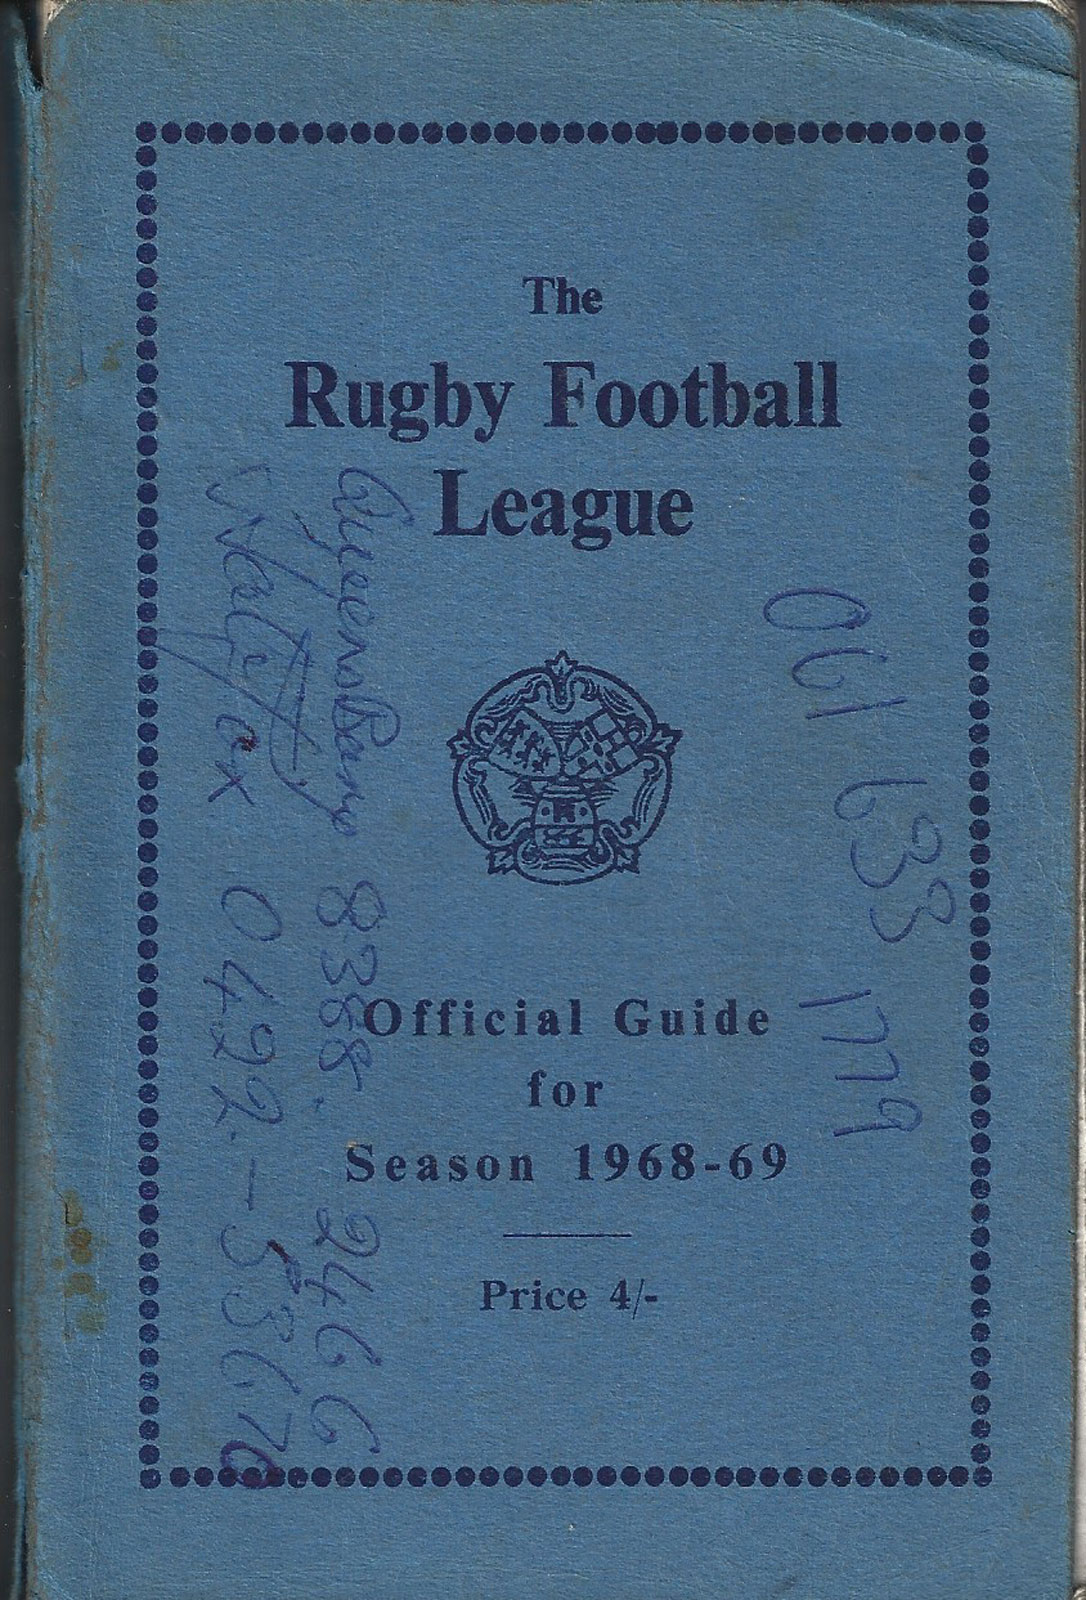 The
Rugby Football
League
Official Guide
for
Season 1968-69
Price 4/-
061 633 1779
8388. 2466
Halifax 0422-53670